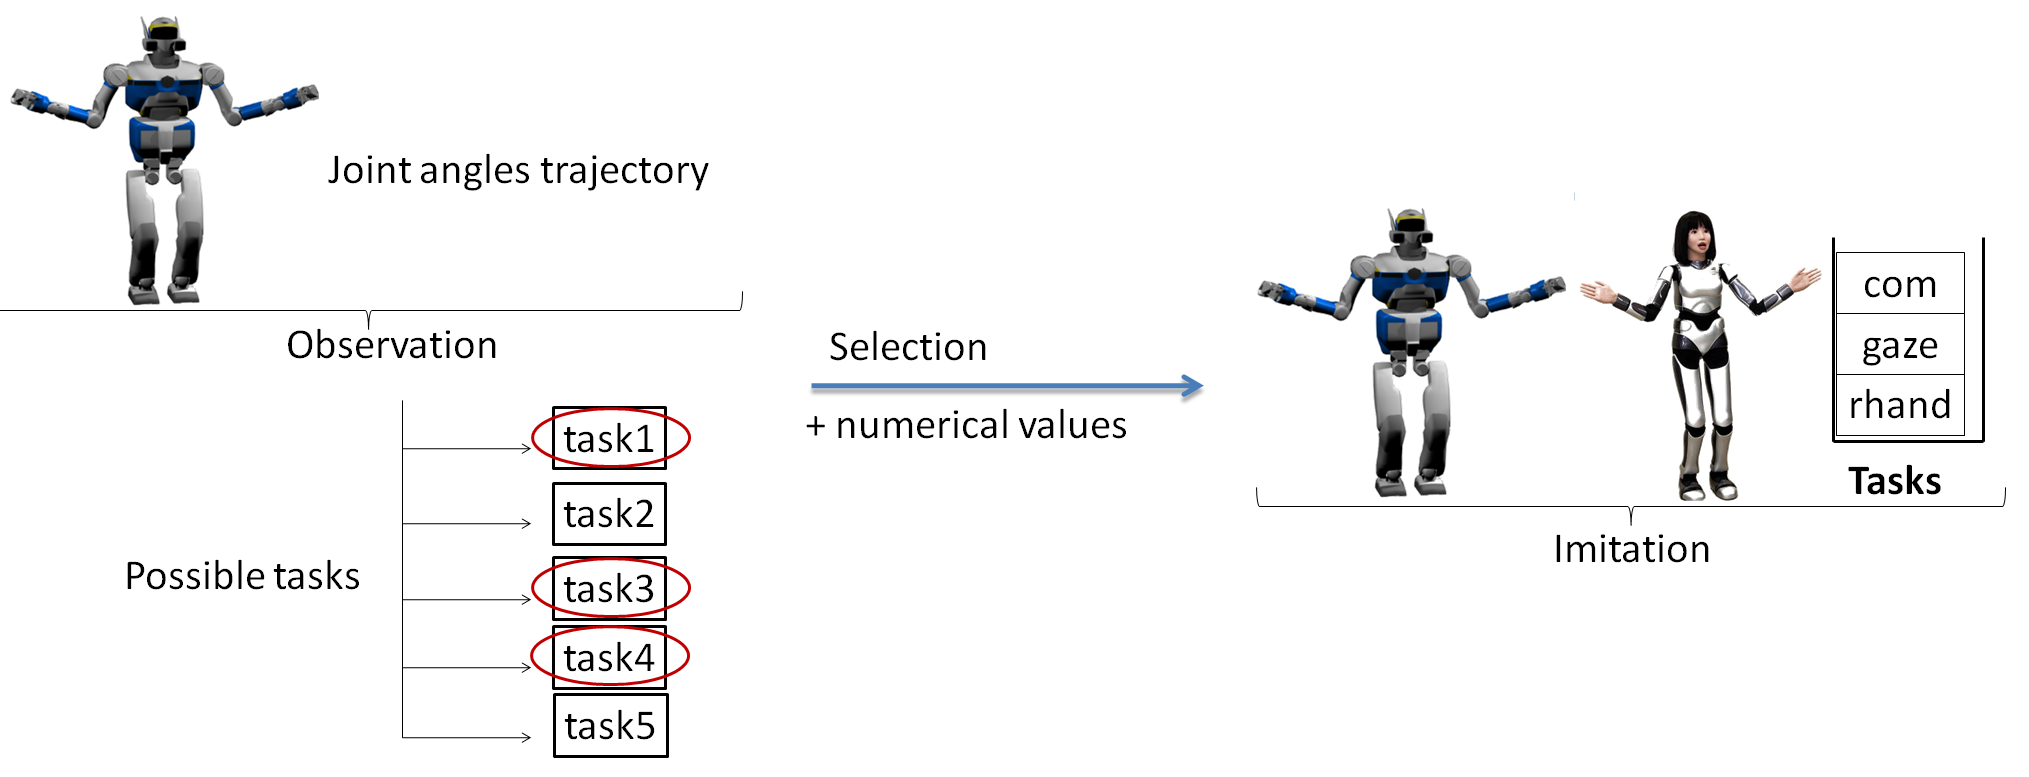 Joint angles trajectory
Observation
Possible tasks
task1
task2
task3
task4
task5
Selection
+ numerical values
com
gaze
rhand
Tasks
Imitation